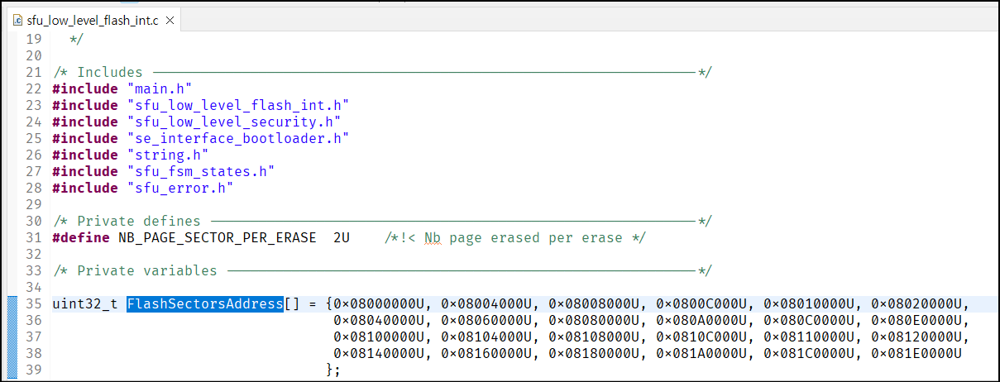 sfu_low_level_flash_int.c
19 */
20
21 /* Includes ------------------------------------------------------------------*/
22 #include "main.h"
23 #include "sfu_low_level_flash_int.h"
24 #include "sfu_low_level_security.h"
25 #include "se_interface_bootloader.h"
26 #include "string.h"
27 #include "sfu_fsm_states.h"
28 #include "sfu_error.h"
29
30 /* Private defines -----------------------------------------------------------*/
31 #define NB_PAGE_SECTOR_PER_ERASE  2U    /*!< Nb page erased per erase */
32
33 /* Private variables ---------------------------------------------------------*/
34
35 uint32_t FlashSectorsAddress[] = {0x08000000U, 0x08004000U, 0x08008000U, 0x0800C000U, 0x08010000U, 0x08020000U,
36 0x08040000U, 0x08060000U, 0x08080000U, 0x080A0000U, 0x080C0000U, 0x080E0000U,
37 0x08100000U, 0x08104000U, 0x08108000U, 0x0810C000U, 0x08110000U, 0x08120000U,
38 0x08140000U, 0x08160000U, 0x08180000U, 0x081A0000U, 0x081C0000U, 0x081E0000U
39 };